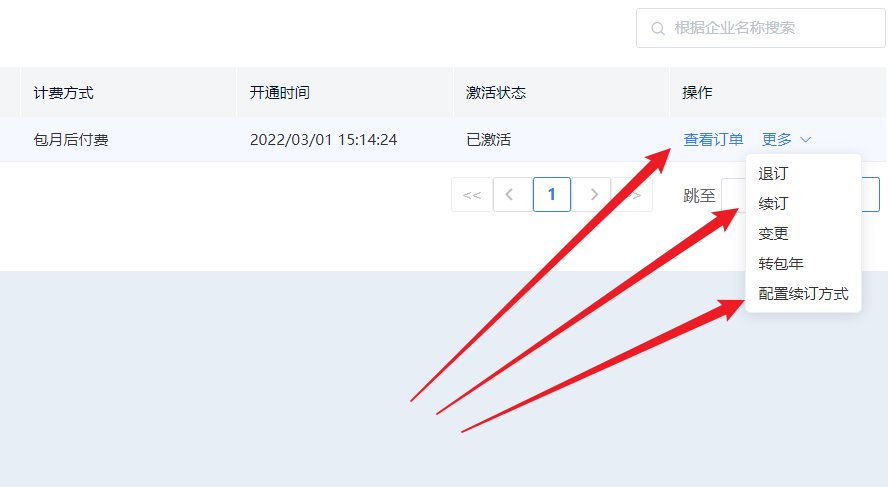 根据企业名称搜索
计费方式 开通时间 激活状态 操作
包月后付费 2022/03/01 15:14:24 已激活 查看订单 更多
<< < 1 > >> 跳至
退订
续订
变更
转包年
配置续订方式